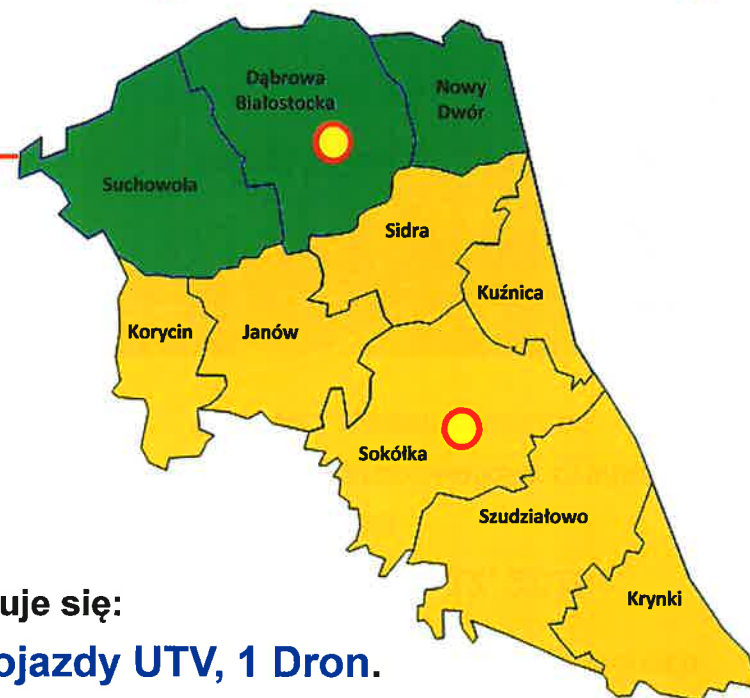 Dąbrowa
Białostocka
Nowy
Dwór
Suchowola
Sidra
Kuźnica
Korycin
Janów
Sokółka
Szudziałowo
Krynki
uje się:
ojazdy UTV, 1 Dron.